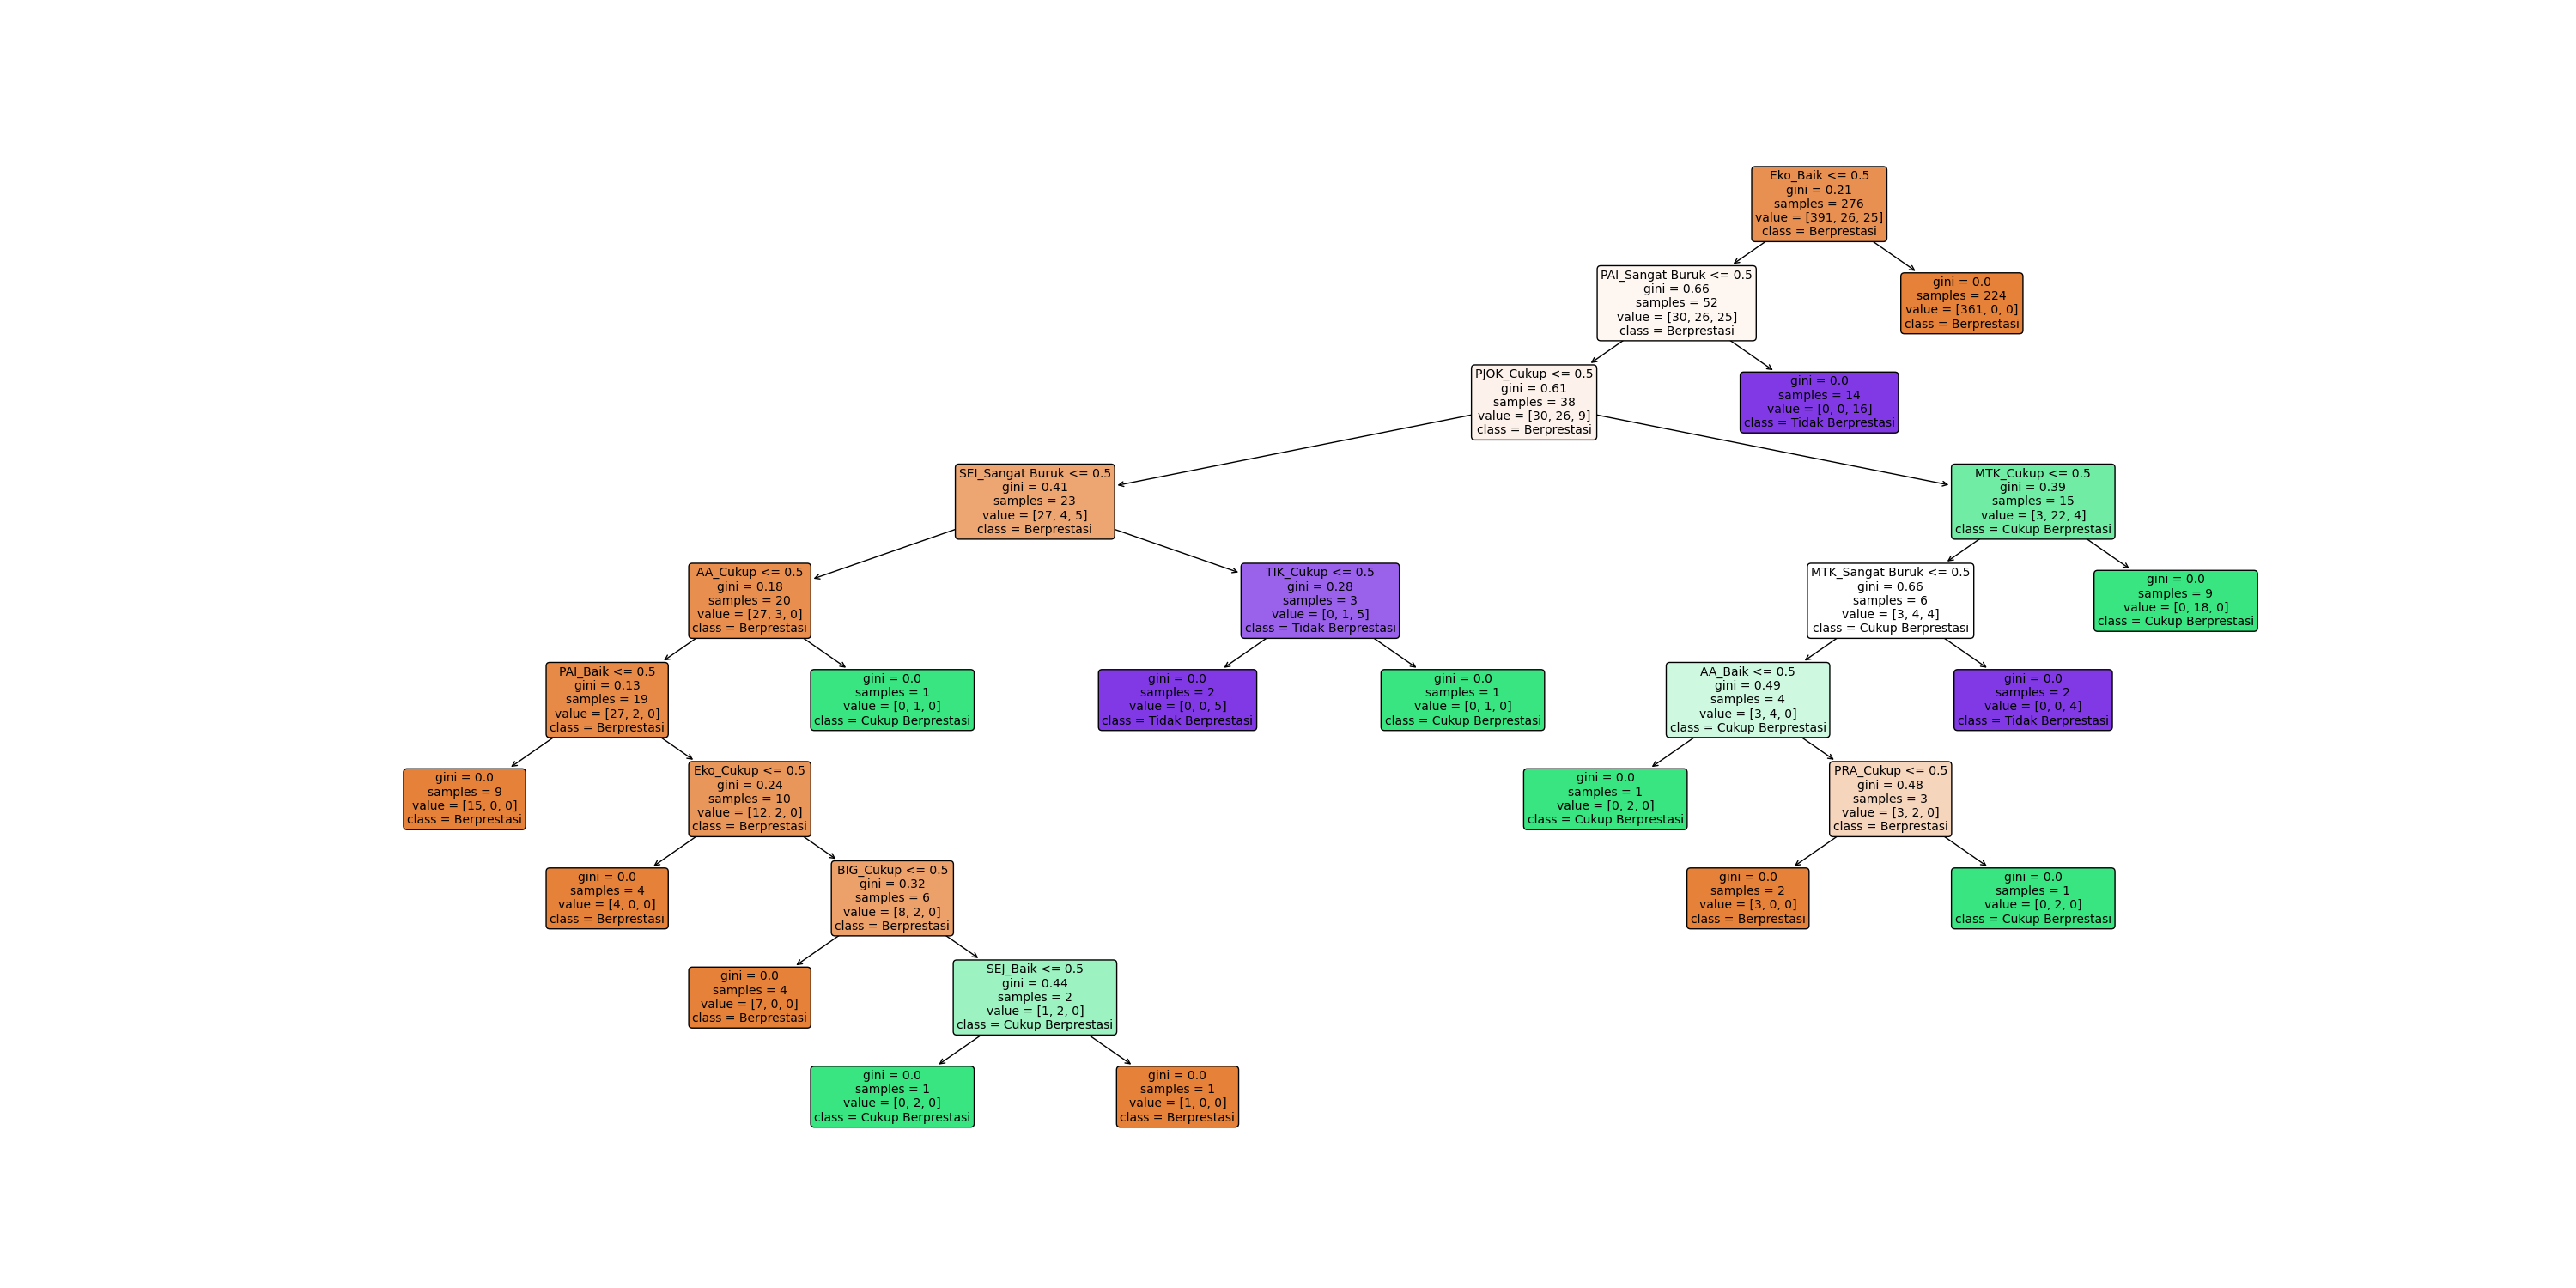 Eko_Baik <= 0.5
gini = 0.21
samples = 276
value = [391, 26, 25]
class = Berprestasi
PAI_Sangat Buruk <= 0.5
gini = 0.66
samples = 52
value = [30, 26, 25]
class = Berprestasi
gini = 0.0
samples = 224
value = [361, 0, 0]
class = Berprestasi
PJOK_Cukup <= 0.5
gini = 0.61
samples = 38
value = [30, 26, 9]
class = Berprestasi
gini = 0.0
samples = 14
value = [0, 0, 16]
class = Tidak Berprestasi
SEI_Sangat Buruk <= 0.5
gini = 0.41
samples = 23
value = [27, 4, 5]
class = Berprestasi
MTK_Cukup <= 0.5
gini = 0.39
samples = 15
value = [3, 22, 4]
class = Cukup Berprestasi
AA_Cukup <= 0.5
gini = 0.18
samples = 20
value = [27, 3, 0]
class = Berprestasi
TIK_Cukup <= 0.5
gini = 0.28
samples = 3
value = [0, 1, 5]
class = Tidak Berprestasi
MTK_Sangat Buruk <= 0.5
gini = 0.66
samples = 6
value = [3, 4, 4]
class = Cukup Berprestasi
gini = 0.0
samples = 9
value = [0, 18, 0]
class = Cukup Berprestasi
PAI_Baik <= 0.5
gini = 0.13
samples = 19
value = [27, 2, 0]
class = Berprestasi
gini = 0.0
samples = 1
value = [0, 1, 0]
class = Cukup Berprestasi
gini = 0.0
samples = 2
value = [0, 0, 5]
class = Tidak Berprestasi
gini = 0.0
samples = 1
value = [0, 1, 0]
class = Cukup Berprestasi
AA_Baik <= 0.5
gini = 0.49
samples = 4
value = [3, 4, 0]
class = Cukup Berprestasi
gini = 0.0
samples = 2
value = [0, 0, 4]
class = Tidak Berprestasi
gini = 0.0
samples = 9
value = [15, 0, 0]
class = Berprestasi
Eko_Cukup <= 0.5
gini = 0.24
samples = 10
value = [12, 2, 0]
class = Berprestasi
gini = 0.0
samples = 1
value = [0, 2, 0]
class = Cukup Berprestasi
PRA_Cukup <= 0.5
gini = 0.48
samples = 3
value = [3, 2, 0]
class = Berprestasi
gini = 0.0
samples = 4
value = [4, 0, 0]
class = Berprestasi
BIG_Cukup <= 0.5
gini = 0.32
samples = 6
value = [8, 2, 0]
class = Berprestasi
gini = 0.0
samples = 2
value = [3, 0, 0]
class = Berprestasi
gini = 0.0
samples = 1
value = [0, 2, 0]
class = Cukup Berprestasi
gini = 0.0
samples = 4
value = [7, 0, 0]
class = Berprestasi
SEJ_Baik <= 0.5
gini = 0.44
samples = 2
value = [1, 2, 0]
class = Cukup Berprestasi
gini = 0.0
samples = 1
value = [0, 2, 0]
class = Cukup Berprestasi
gini = 0.0
samples = 1
value = [1, 0, 0]
class = Berprestasi